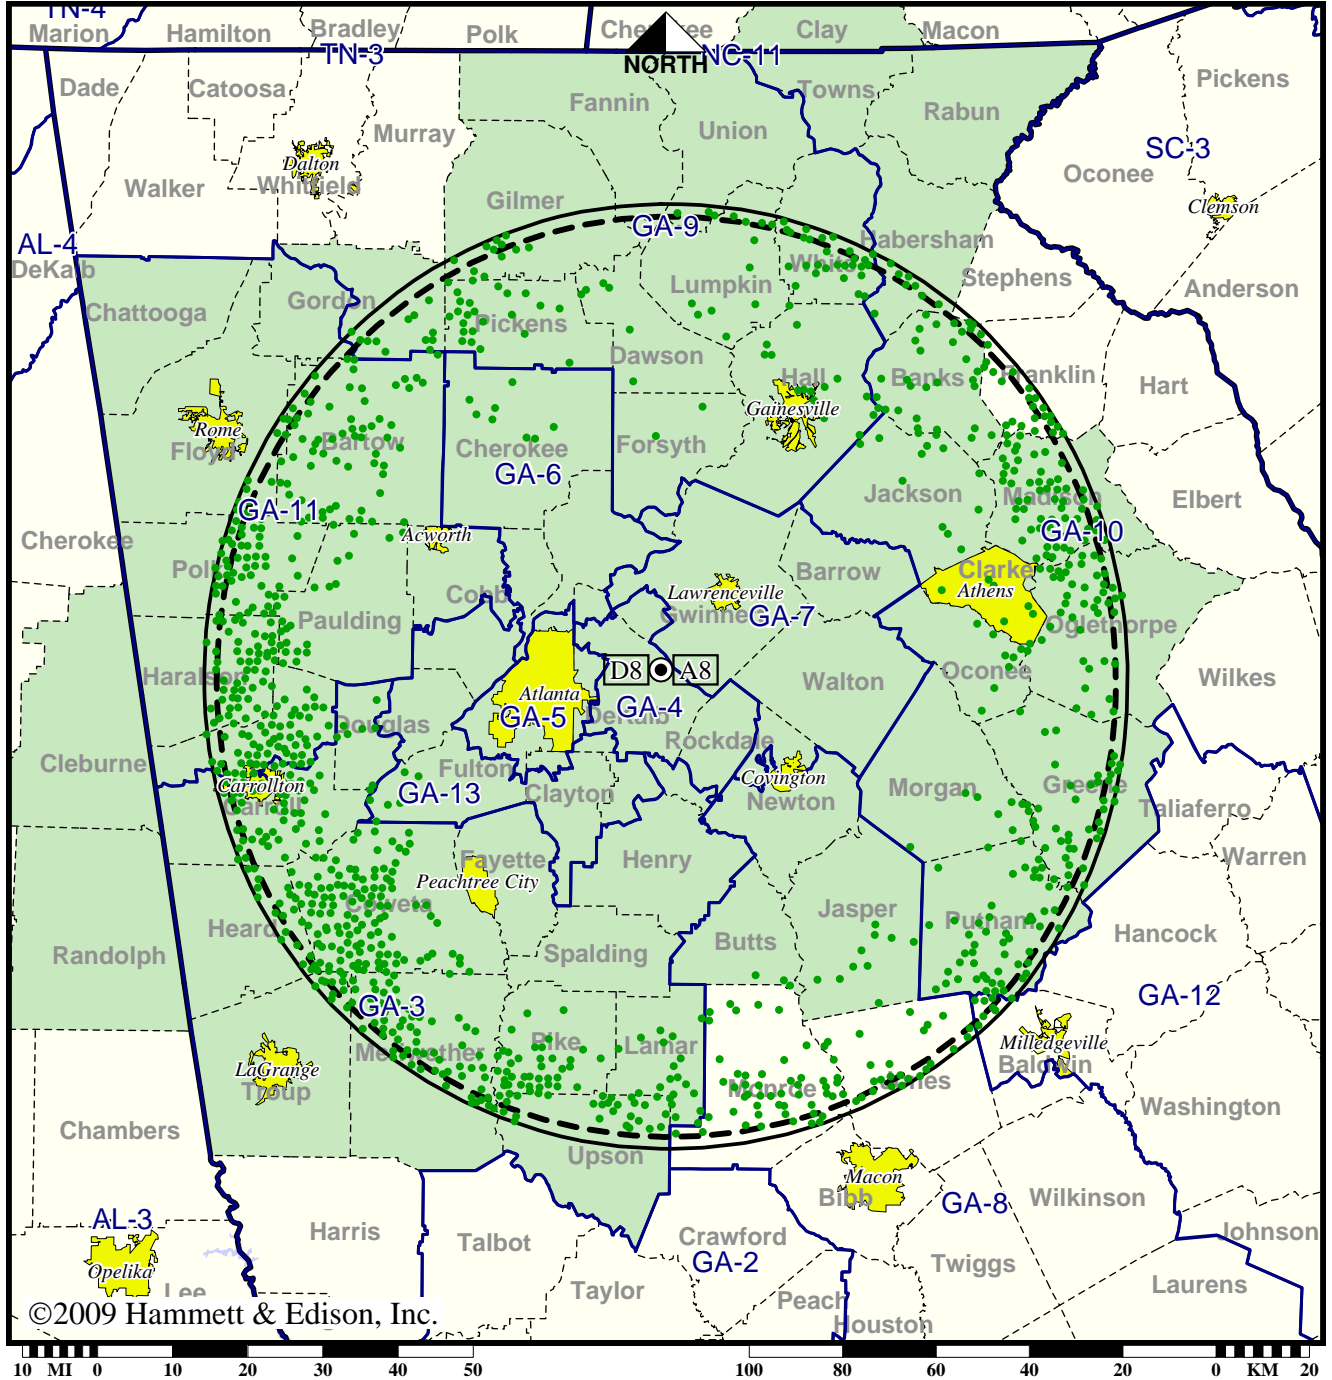 TN-4
Marion
Hamilton
Bradley
Polk
Cherokee
Clay
Macon
TN-3
NORTH
NC-11
Dade
Catoosa
Fannin
Towns
Pickens
Murray
Union
Rabun
Dalton
SC-3
Walker
Whitfield
Oconee
Gilmer
Clemson
AL-4
GA-9
Habersham
DeKalb
White
Stephens
Chattooga
Gordon
Lumpkin
Anderson
Pickens
Dawson
Hall
Banks
Franklin
Hart
Rome
Gainesville
Floyd
Bartow
Cherokee
Forsyth
GA-6
Jackson
Madison
Elbert
GA-11
Acworth
GA-10
Cherokee
Polk
Barrow
Clarke
Cobb
Lawrenceville
Athens
Paulding
Gwinnett
GA-7
Oglethorpe
Haralson
D8
A8
Oconee
Wilkes
Atlanta
Walton
GA-5
DeKalb
GA-4
Douglas
Rockdale
Cleburne
Fulton
Carrollton
Covington
GA-13
Clayton
Newton
Morgan
Greene
Carroll
Taliaferro
Fayette
Henry
Warren
Peachtree City
Coweta
Jasper
Heard
Putnam
Butts
Hancock
Randolph
Spalding
GA-3
GA-12
Pike
Lamar
Milledgeville
Meriwether
LaGrange
Baldwin
Troup
Monroe
Jones
Washington
Chambers
Upson
Macon
Bibb
GA-8
Wilkinson
AL-3
Harris
Talbot
Crawford
Johnson
GA-2
Twiggs
Opelika
Lee
Taylor
Peach
Laurens
©2009 Hammett & Edison, Inc.
Houston
10 MI 0 10 20 30 40 50
100 80 60 40 20 0 KM 20